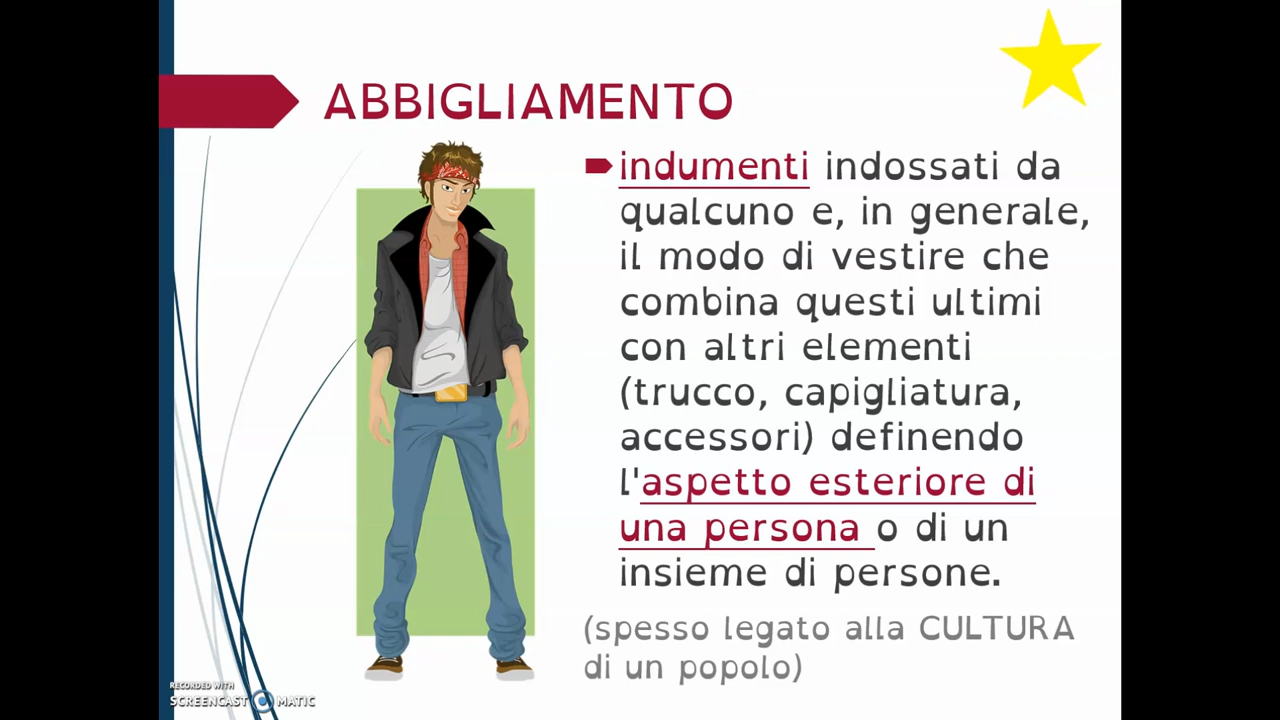 ABBIGLIAMENTO
indumenti indossati da
qualcuno e, in generale,
il modo di vestire che
combina questi ultimi
con altri elementi
(trucco, capigliatura,
accessori) definendo
l'aspetto esteriore di
una persona o di un
insieme di persone.
(spesso legato alla CULTURA
di un popolo)
RECORDED WITH
SCREENCAST MATIC